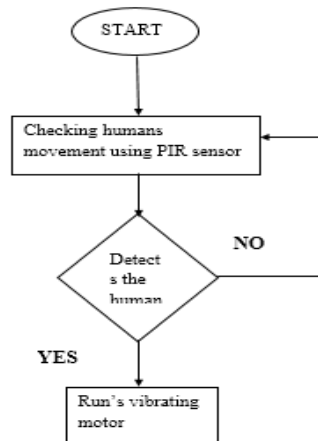 START
Checking humans
movement using PIR sensor
Detect
s the
human
NO
YES
Run's vibrating
motor